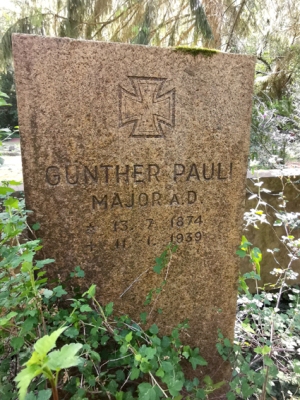 GÜNTHER PAULI
MAJOR A.D.
* 13. 7. 1874
11. 1. 1939